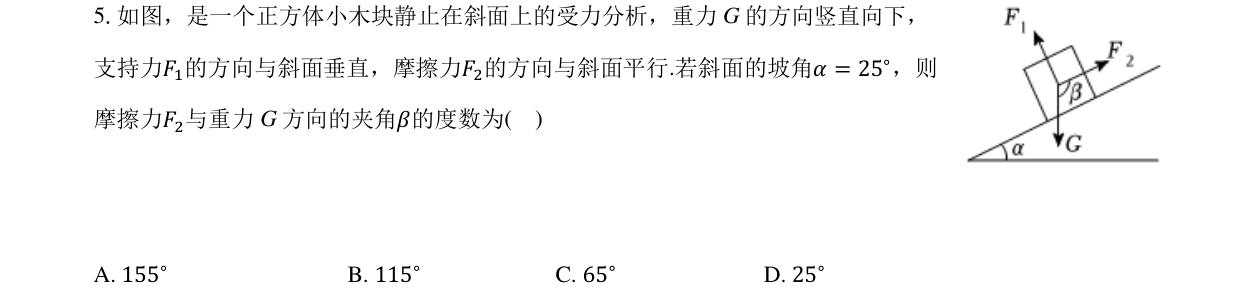 5. 如图，是一个正方体小木块静止在斜面上的受力分析，重力 G 的方向竖直向下，
支持力F₁的方向与斜面垂直，摩擦力F₂的方向与斜面平行.若斜面的坡角α = 25°，则
摩擦力F₂与重力 G 方向的夹角β的度数为( )
F₁
F₂
β
G
α
A. 155° B. 115° C. 65° D. 25°